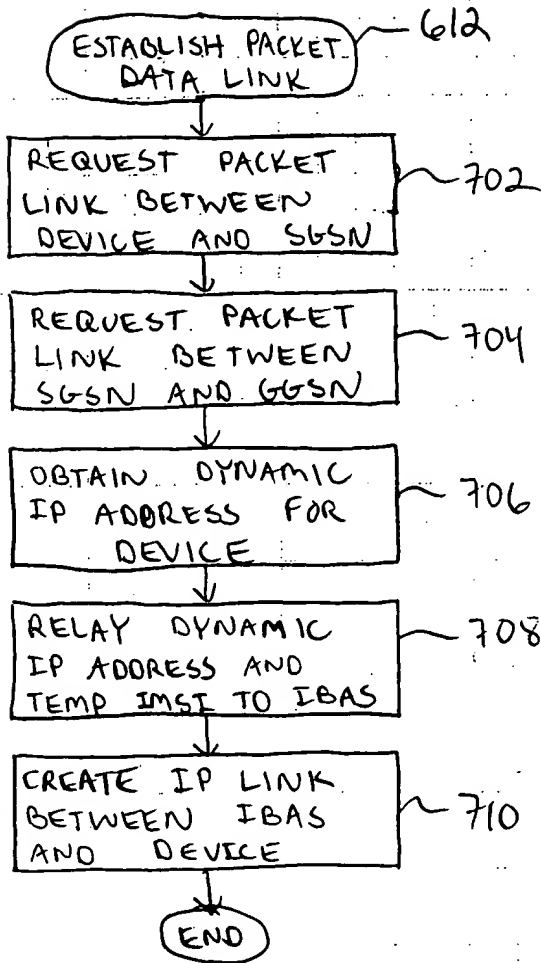 ESTABLISH PACKET
DATA LINK
612
REQUEST PACKET
LINK BETWEEN
DEVICE AND SGSN
702
REQUEST PACKET
LINK BETWEEN
SGSN AND GGSN
704
OBTAIN DYNAMIC
IP ADDRESS FOR
DEVICE
706
RELAY DYNAMIC
IP ADDRESS AND
TEMP IMSI TO IBAS
708
CREATE IP LINK
BETWEEN IBAS
AND DEVICE
710
END